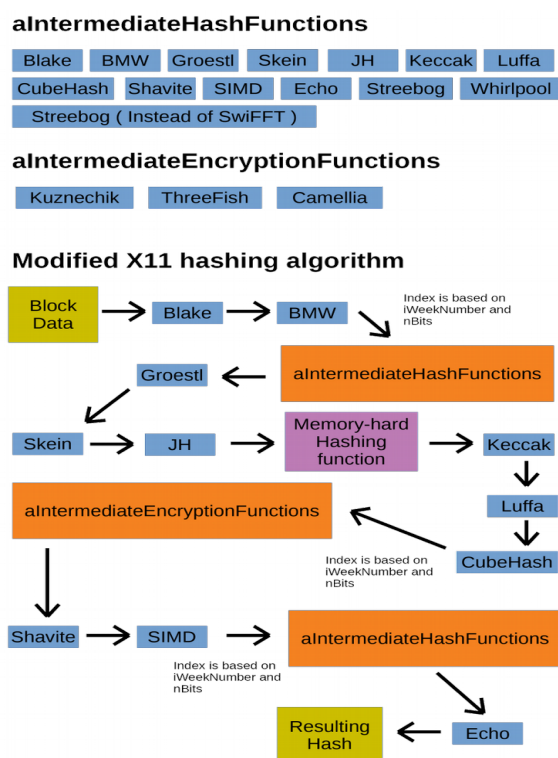 aIntermediateHashFunctions
Blake BMW Groestl Skein JH Keccak Luffa
CubeHash Shavite SIMD Echo Streebog Whirlpool
Streebog ( Instead of SwiFFT )
aIntermediateEncryptionFunctions
Kuznechik ThreeFish Camellia
Modified X11 hashing algorithm
Block
Data
Blake
BMW
Index is based on
iWeekNumber and
nBits
aIntermediateHashFunctions
Groestl
Skein
JH
Memory-hard
Hashing
function
Keccak
Luffa
CubeHash
Index is based on
iWeekNumber and
nBits
aIntermediateEncryptionFunctions
Shavite
SIMD
Index is based on
iWeekNumber and
nBits
aIntermediateHashFunctions
Echo
Resulting
Hash